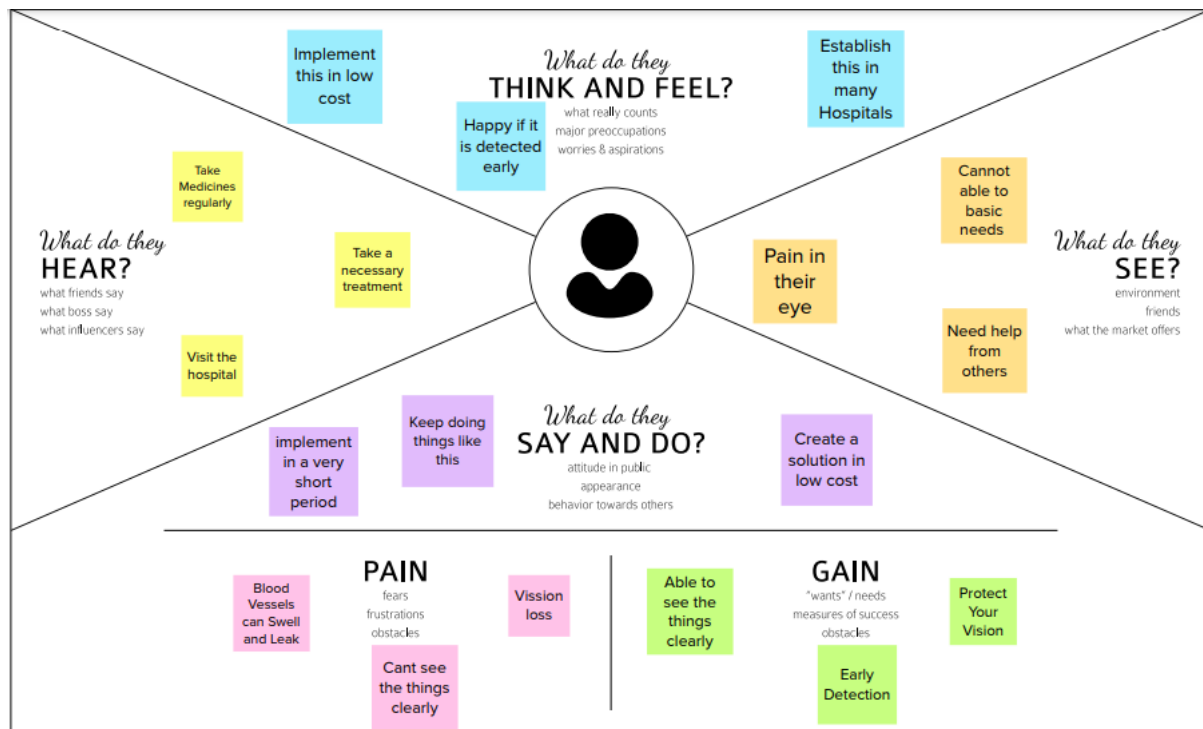 Implement
this in low
cost
What do they
THINK AND FEEL?
what really counts
major preoccupations
worries & aspirations
Happy if it
is detected
early
Establish
this in
many
Hospitals
What do they
HEAR?
what friends say
what boss say
what influencers say
Take
Medicines
regularly
Take a
necessary
treatment
Visit the
hospital
Pain in
their
eye
Cannot
able to
basic
needs
Need help
from
others
What do they
SEE?
environment
friends
what the market offers
implement
in a very
short
period
Keep doing
things like
this
What do they
SAY AND DO?
attitude in public
appearance
behavior towards others
Create a
solution in
low cost
Blood
Vessels
can Swell
and Leak
PAIN
fears
frustrations
obstacles
Cant see
the things
clearly
Vission
loss
Able to
see the
things
clearly
GAIN
"wants" / needs
measures of success
obstacles
Early
Detection
Protect
Your
Vision